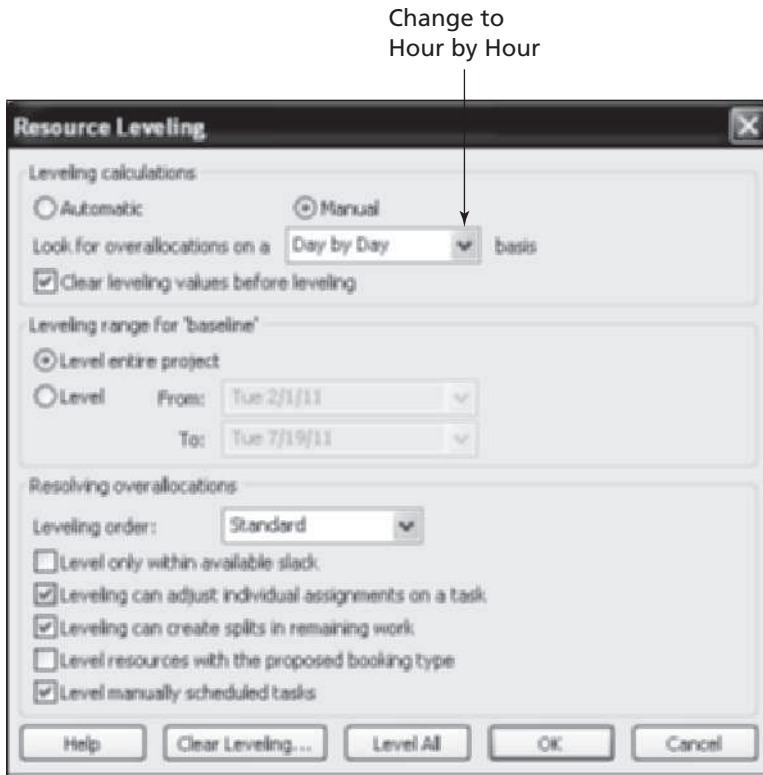 Change to
Hour by Hour
Resource Leveling
Leveling calculations
Automatic Manual
Look for overallocations on a Day by Day basis
Clear leveling values before leveling
Leveling range for 'baseline'
Level entire project
Level From: Tue 2/1/11
To: Tue 7/19/11
Resolving overallocations
Leveling order: Standard
Level only within available slack
Leveling can adjust individual assignments on a task
Leveling can create splits in remaining work
Level resources with the proposed booking type
Level manually scheduled tasks
Help Clear Leveling... Level All OK Cancel